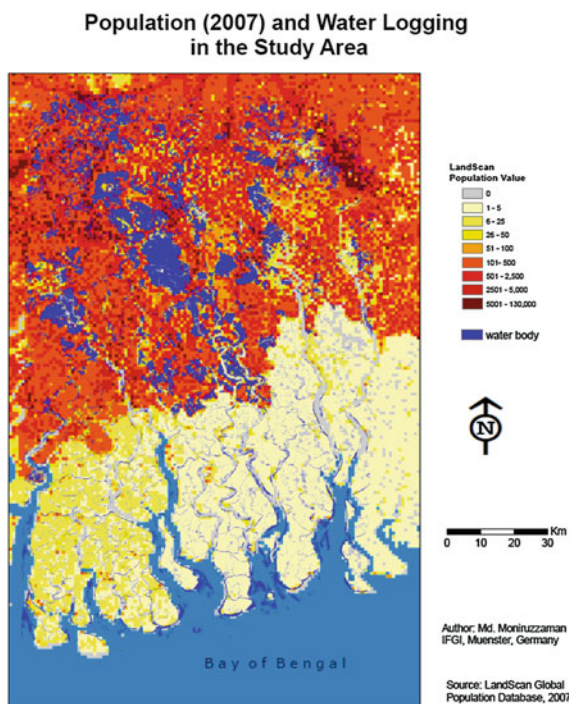 Population (2007) and Water Logging
in the Study Area
LandScan
Population Value
0
1 - 5
6 - 25
26 - 50
51 - 100
101- 500
501 - 2,500
2501 - 5,000
5001 - 130,000
water body
N
Km
0 10 20 30
Author: Md. Moniruzzaman
IFGI, Muenster, Germany
Bay of Bengal
Source: LandScan Global
Population Database, 2007